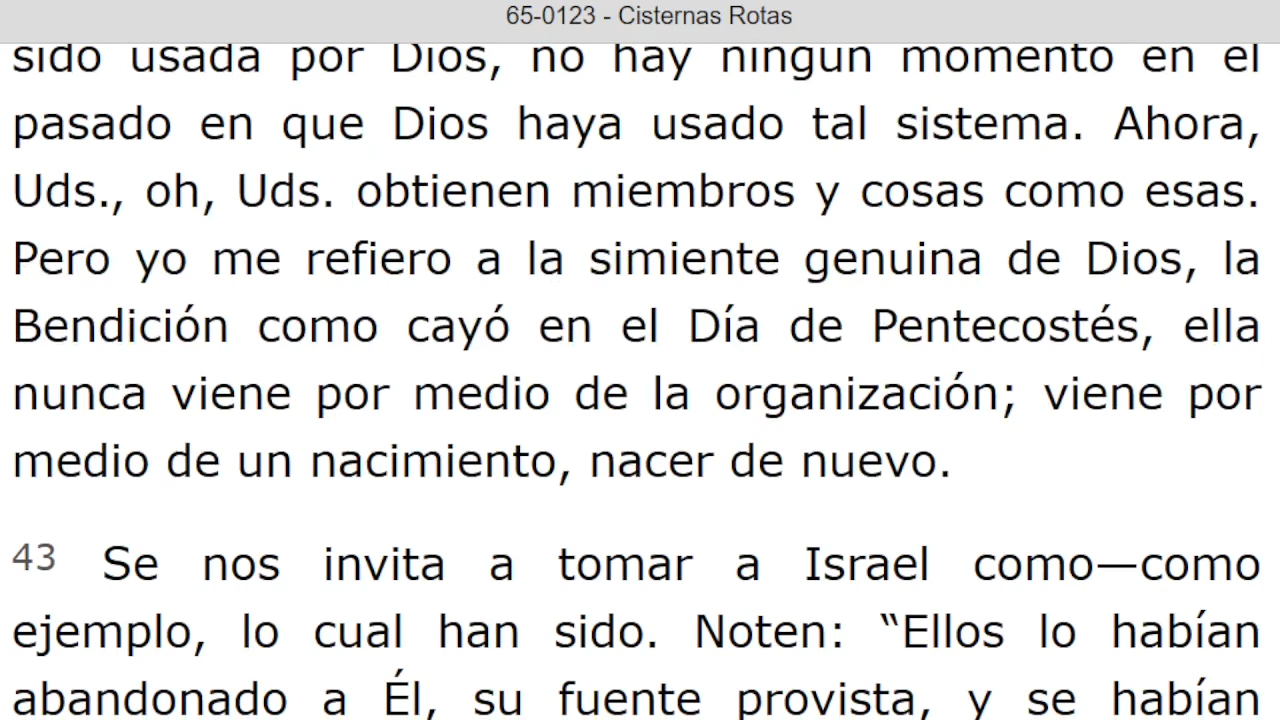 65-0123 - Cisternas Rotas
sido usada por Dios, no hay ningún momento en el
pasado en que Dios haya usado tal sistema. Ahora,
Uds., oh, Uds. obtienen miembros y cosas como esas.
Pero yo me refiero a la simiente genuina de Dios, la
Bendición como cayó en el Día de Pentecostés, ella
nunca viene por medio de la organización; viene por
medio de un nacimiento, nacer de nuevo.
43 Se nos invita a tomar a Israel como—como
ejemplo, lo cual han sido. Noten: “Ellos lo habían
abandonado a Él, su fuente provista, y se habían